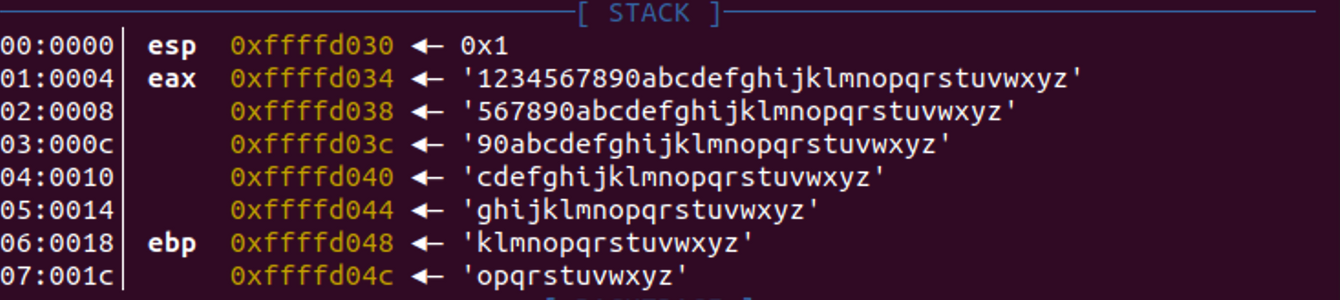 [ STACK ]
00:0000│ esp 0xffffd030 ◂— 0x1
01:0004│ eax 0xffffd034 ◂— '1234567890abcdefghijklmnopqrstuvwxyz'
02:0008│ 0xffffd038 ◂— '567890abcdefghijklmnopqrstuvwxyz'
03:000c│ 0xffffd03c ◂— '90abcdefghijklmnopqrstuvwxyz'
04:0010│ 0xffffd040 ◂— 'cdefghijklmnopqrstuvwxyz'
05:0014│ 0xffffd044 ◂— 'ghijklmnopqrstuvwxyz'
06:0018│ ebp 0xffffd048 ◂— 'klmnopqrstuvwxyz'
07:001c│ 0xffffd04c ◂— 'opqrstuvwxyz'